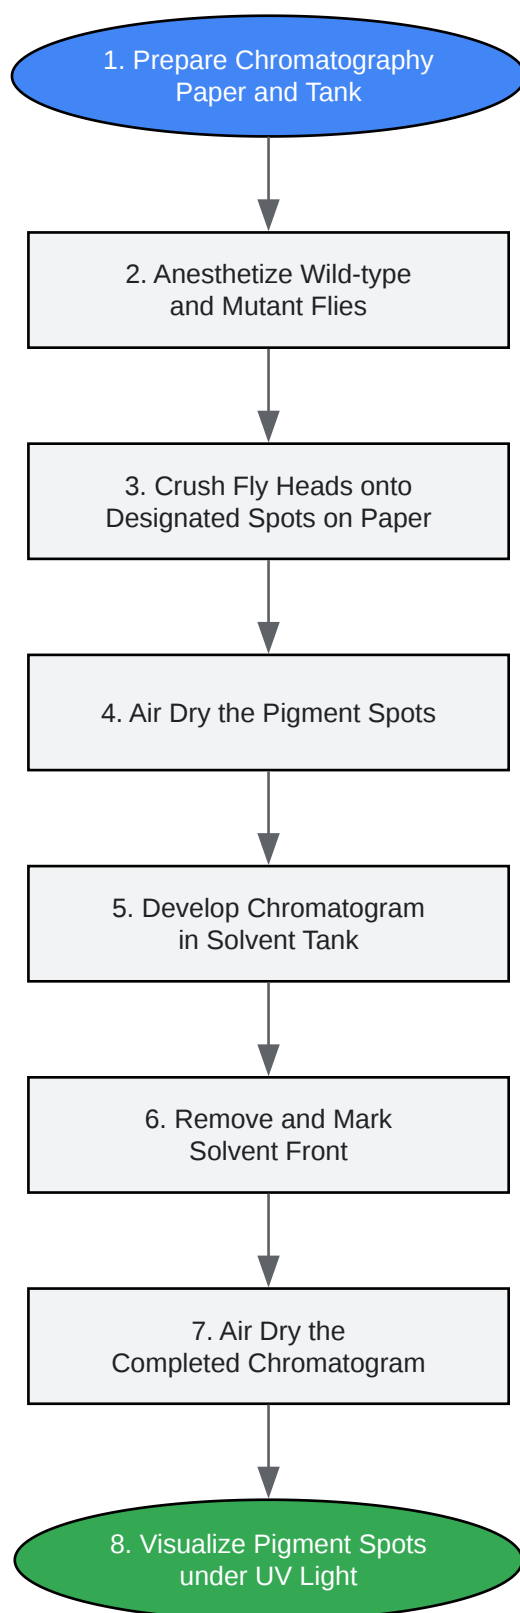 1. Prepare Chromatography
Paper and Tank
2. Anesthetize Wild-type
and Mutant Flies
3. Crush Fly Heads onto
Designated Spots on Paper
4. Air Dry the Pigment Spots
5. Develop Chromatogram
in Solvent Tank
6. Remove and Mark
Solvent Front
7. Air Dry the
Completed Chromatogram
8. Visualize Pigment Spots
under UV Light